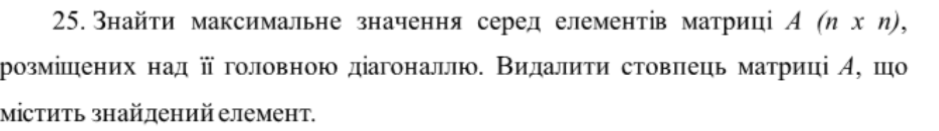 25. Знайти максимальне значення серед елементів матриці A (n x n),
розміщених над її головною діагоналлю. Видалити стовпець матриці A, що
містить знайдений елемент.